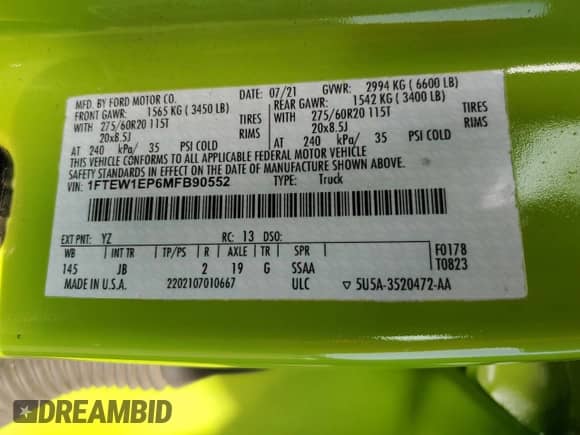 MFD. BY FORD MOTOR CO. DATE: 07/21 GVWR: 2994 KG (6600 LB)
FRONT GAWR: 1565 KG (3450 LB) REAR GAWR: 1542 KG (3400 LB)
WITH 275/60R20 115T TIRES WITH 275/60R20 115T TIRES
20x8.5J RIMS 20x8.5J RIMS
AT 240 kPa/ 35 PSI COLD AT 240 kPa/ 35 PSI COLD
THIS VEHICLE CONFORMS TO ALL APPLICABLE FEDERAL MOTOR VEHICLE
SAFETY STANDARDS IN EFFECT ON THE DATE OF MANUFACTURE SHOWN ABOVE.
VIN: 1FTEW1EP6MFB90552 TYPE: Truck
EXT PNT: YZ RC: 13 DSO:
WB INT TR TP/PS R AXLE TR SPR F0178
145 JB 2 19 G SSAA T0823
MADE IN U.S.A. 2202107010667 ULC ▽ 5U5A-3520472-AA
DREAMBID